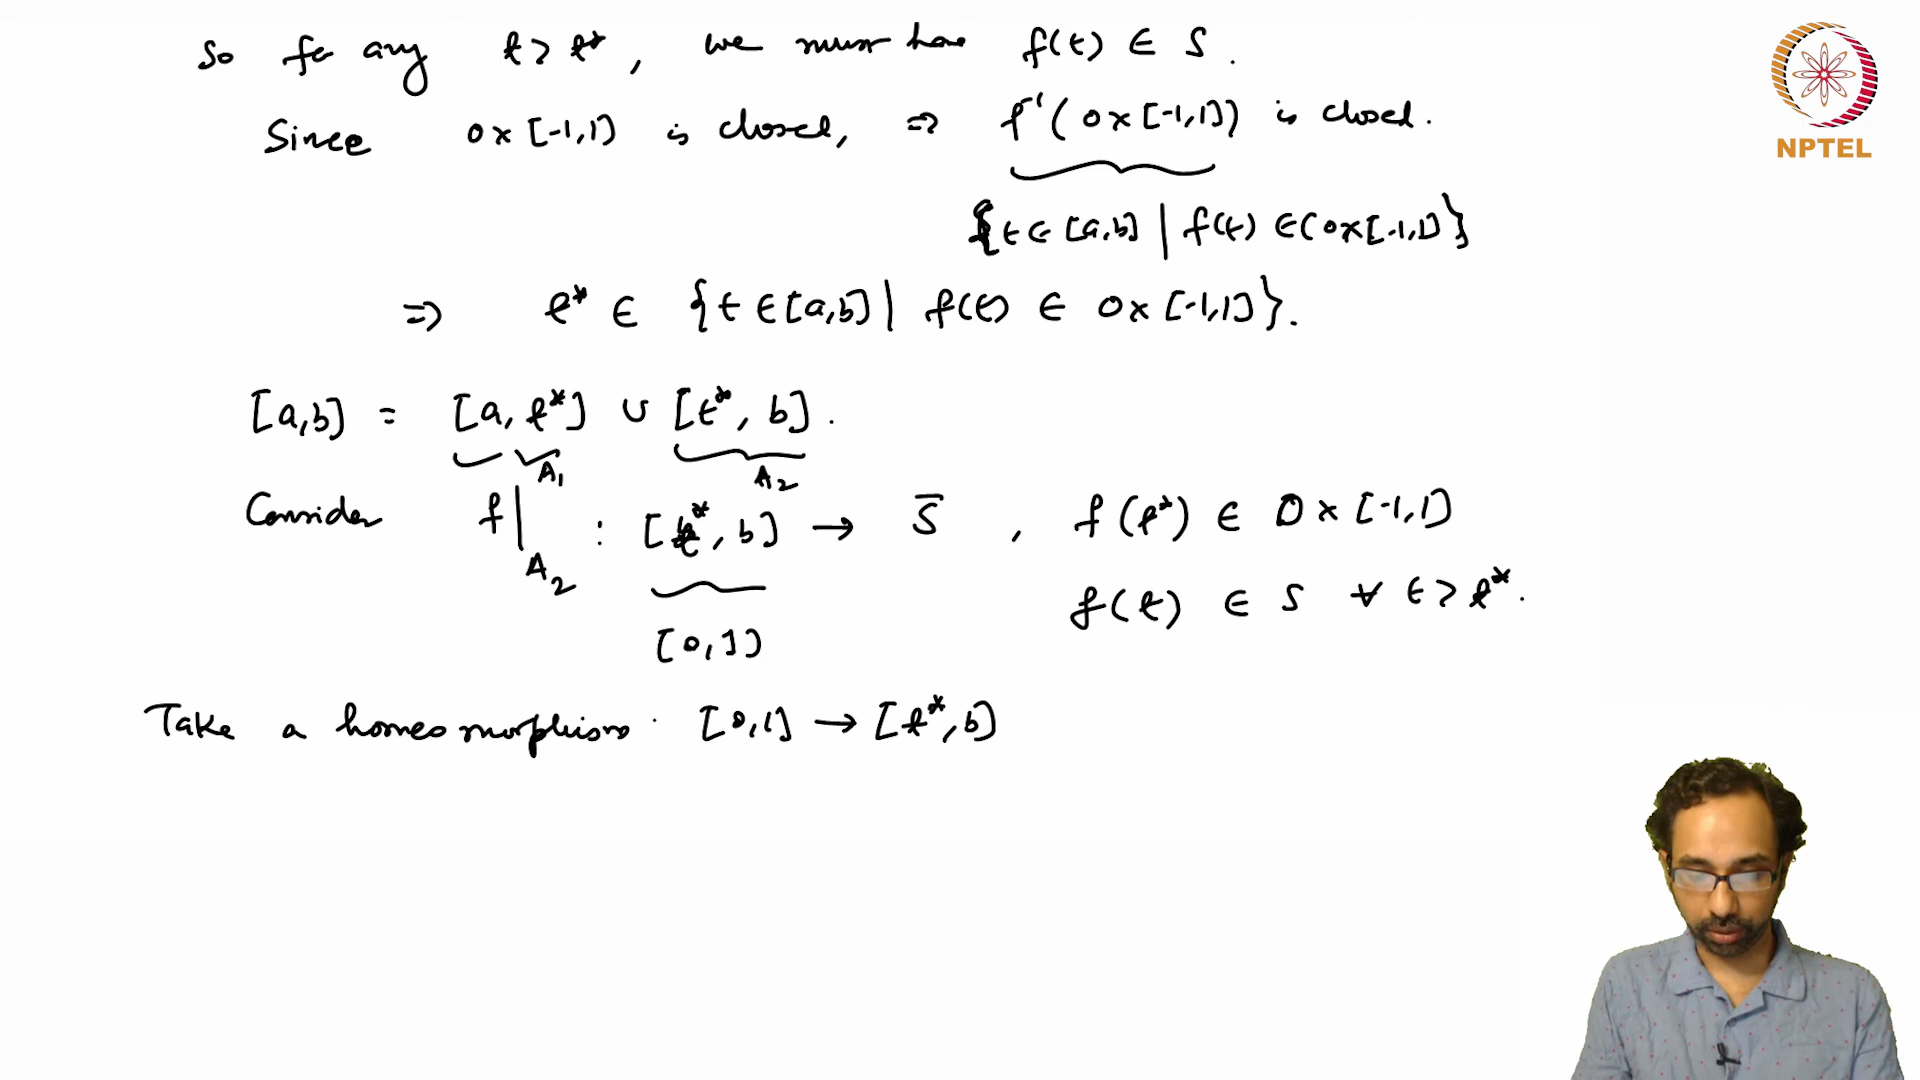 So for any t > t*, we must have f(t) ∈ S.
NPTEL
Since 0 × [-1,1] is closed, ⇒ f⁻¹(0 × [-1,1]) is closed.
{t ∈ [a,b] | f(t) ∈ (0 × [-1,1]}
⇒ t* ∈ {t ∈ [a,b] | f(t) ∈ 0 × [-1,1]}.
[a,b] = [a, t*] ∪ [t*, b].
A₁ A₂
Consider f|A₂ : [t*, b] → S̄, f(t*) ∈ 0 × [-1,1]
f(t) ∈ S ∀ t > t*.
[0,1]
Take a homeomorphism [0,1] → [t*, b]